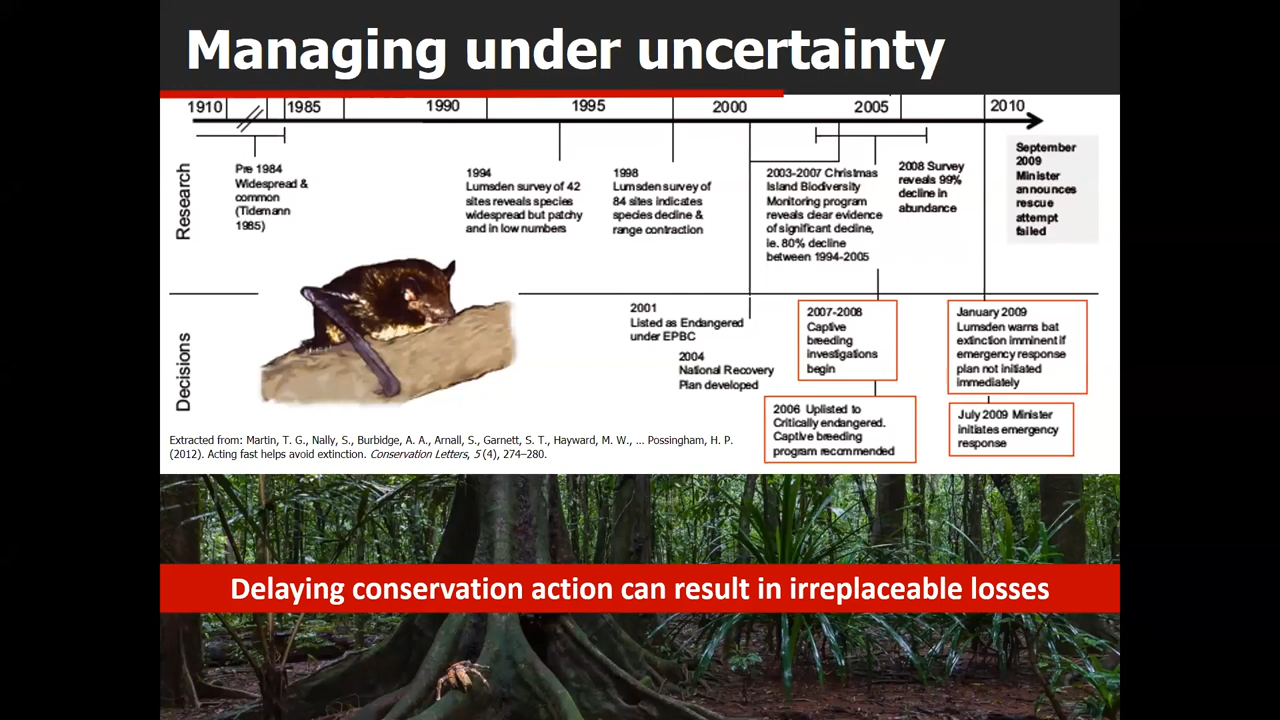 Managing under uncertainty
1910 1985 1990 1995 2000 2005 2010
Research
Pre 1984
Widespread &
common
(Tidemann
1985)
1994
Lumsden survey of 42
sites reveals species
widespread but patchy
and in low numbers
1998
Lumsden survey of
84 sites indicates
species decline &
range contraction
2003-2007 Christmas
Island Biodiversity
Monitoring program
reveals clear evidence
of significant decline,
ie. 80% decline
between 1994-2005
2008 Survey
reveals 99%
decline in
abundance
September
2009
Minister
announces
rescue
attempt
failed
Decisions
2001
Listed as Endangered
under EPBC
2004
National Recovery
Plan developed
2007-2008
Captive
breeding
investigations
begin
2006 Uplisted to
Critically endangered.
Captive breeding
program recommended
January 2009
Lumsden warns bat
extinction imminent if
emergency response
plan not initiated
immediately
July 2009 Minister
initiates emergency
response
Extracted from: Martin, T. G., Nally, S., Burbidge, A. A., Arnall, S., Garnett, S. T., Hayward, M. W., ... Possingham, H. P.
(2012). Acting fast helps avoid extinction. Conservation Letters, 5 (4), 274–280.
Delaying conservation action can result in irreplaceable losses